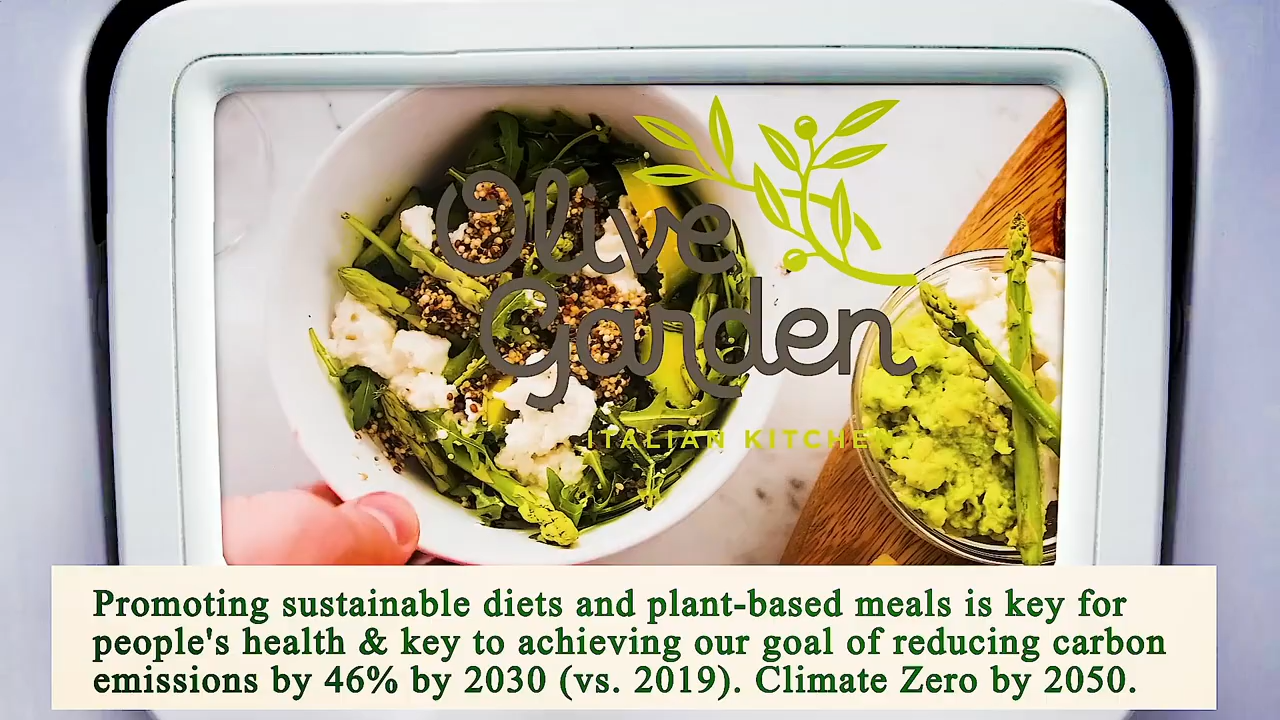 Olive
Garden
ITALIAN KITCHEN
Promoting sustainable diets and plant-based meals is key for
people's health & key to achieving our goal of reducing carbon
emissions by 46% by 2030 (vs. 2019). Climate Zero by 2050.